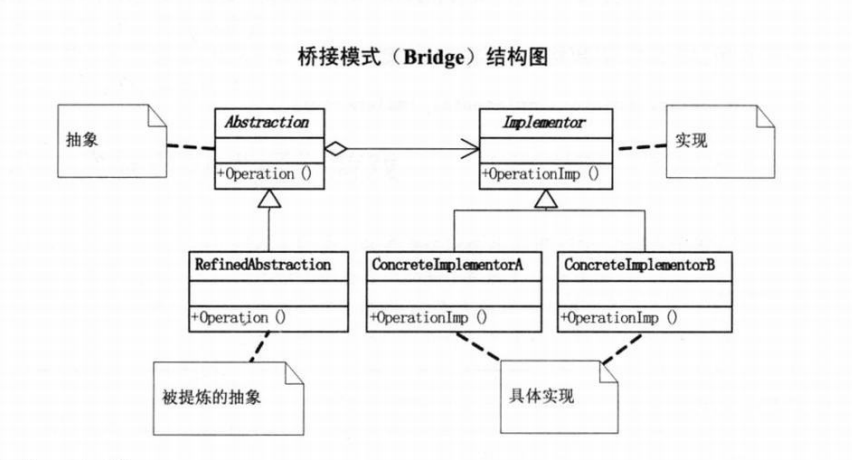 桥接模式（Bridge）结构图
抽象
Abstraction
+Operation ()
Implementor
+OperationImp ()
实现
RefinedAbstraction
+Operation ()
ConcreteImplementorA
+OperationImp ()
ConcreteImplementorB
+OperationImp ()
被提炼的抽象
具体实现